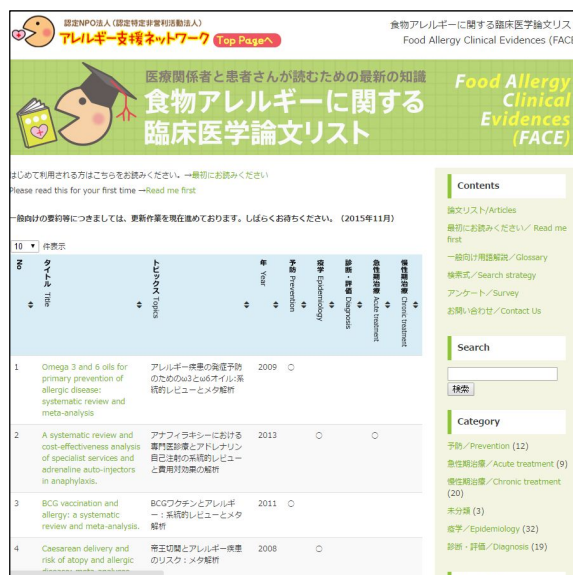 認定NPO法人(認定特定非営利活動法人)
アレルギー支援ネットワーク Top Pageへ
食物アレルギーに関する臨床医学論文リス
Food Allergy Clinical Evidences (FACE
医療関係者と患者さんが読むための最新の知識
食物アレルギーに関する
臨床医学論文リスト
Food Allergy
Clinical
Evidences
(FACE)
はじめて利用される方はこちらをお読みください。→最初にお読みください
Please read this for your first time →Read me first
一般向けの要約等につきましては、更新作業を現在進めております。しばらくお待ちください。(2015年11月)
10 件表示
No
タイトル Title
トピックス Topics
年 Year
予防 Prevention
疫学 Epidemiology
診断・評価 Diagnosis
急性期治療 Acute treatment
慢性期治療 Chronic treatment
1
Omega 3 and 6 oils for
primary prevention of
allergic disease:
systematic review and
meta-analysis
アレルギー疾患の発症予防
のためのω3とω6オイル:系
統的レビューとメタ解析
2009 ○
2
A systematic review and
cost-effectiveness analysis
of specialist services and
adrenaline auto-injectors
in anaphylaxis.
アナフィラキシーにおける
専門医診療とアドレナリン
自己注射の系統的レビュー
と費用対効果の解析
2013 ○ ○
3
BCG vaccination and
allergy: a systematic
review and meta-analysis.
BCGワクチンとアレルギ
ー:系統的レビューとメタ
解析
2011 ○
4
Caesarean delivery and
risk of atopy and allergic
disease: meta-analyses
帝王切開とアレルギー疾患
のリスク:メタ解析
2008 ○
Contents
論文リスト/Articles
最初にお読みください/ Read me
first
一般向け用語解説/Glossary
検索式/Search strategy
アンケート/Survey
お問い合わせ/Contact Us
Search
検索
Category
予防/Prevention (12)
急性期治療/Acute treatment (9)
慢性期治療/Chronic treatment
(20)
未分類 (3)
疫学/Epidemiology (32)
診断・評価/Diagnosis (19)